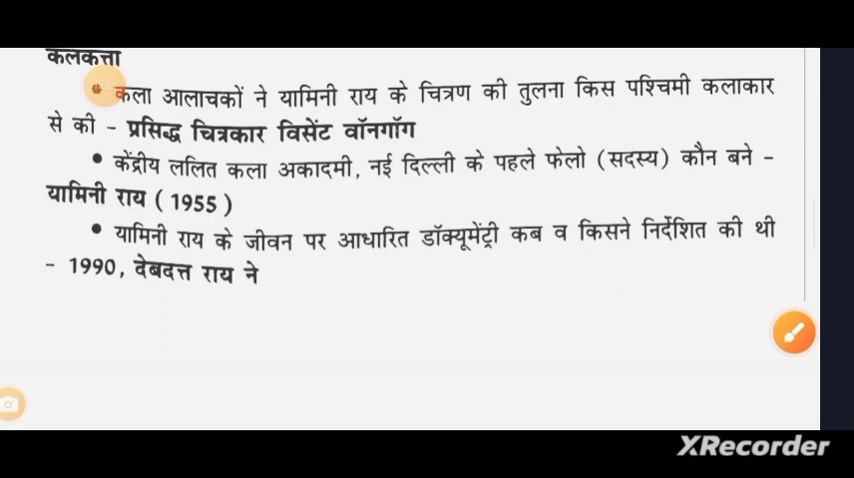 कलकत्ता
• कला आलाचकों ने यामिनी राय के चित्रण की तुलना किस पश्चिमी कलाकार
से की - प्रसिद्ध चित्रकार विसेंट वॉनगॉग
• केंद्रीय ललित कला अकादमी, नई दिल्ली के पहले फेलो (सदस्य) कौन बने -
यामिनी राय ( 1955 )
• यामिनी राय के जीवन पर आधारित डॉक्यूमेंट्री कब व किसने निर्देशित की थी
- 1990, देबदत्त राय ने
XRecorder